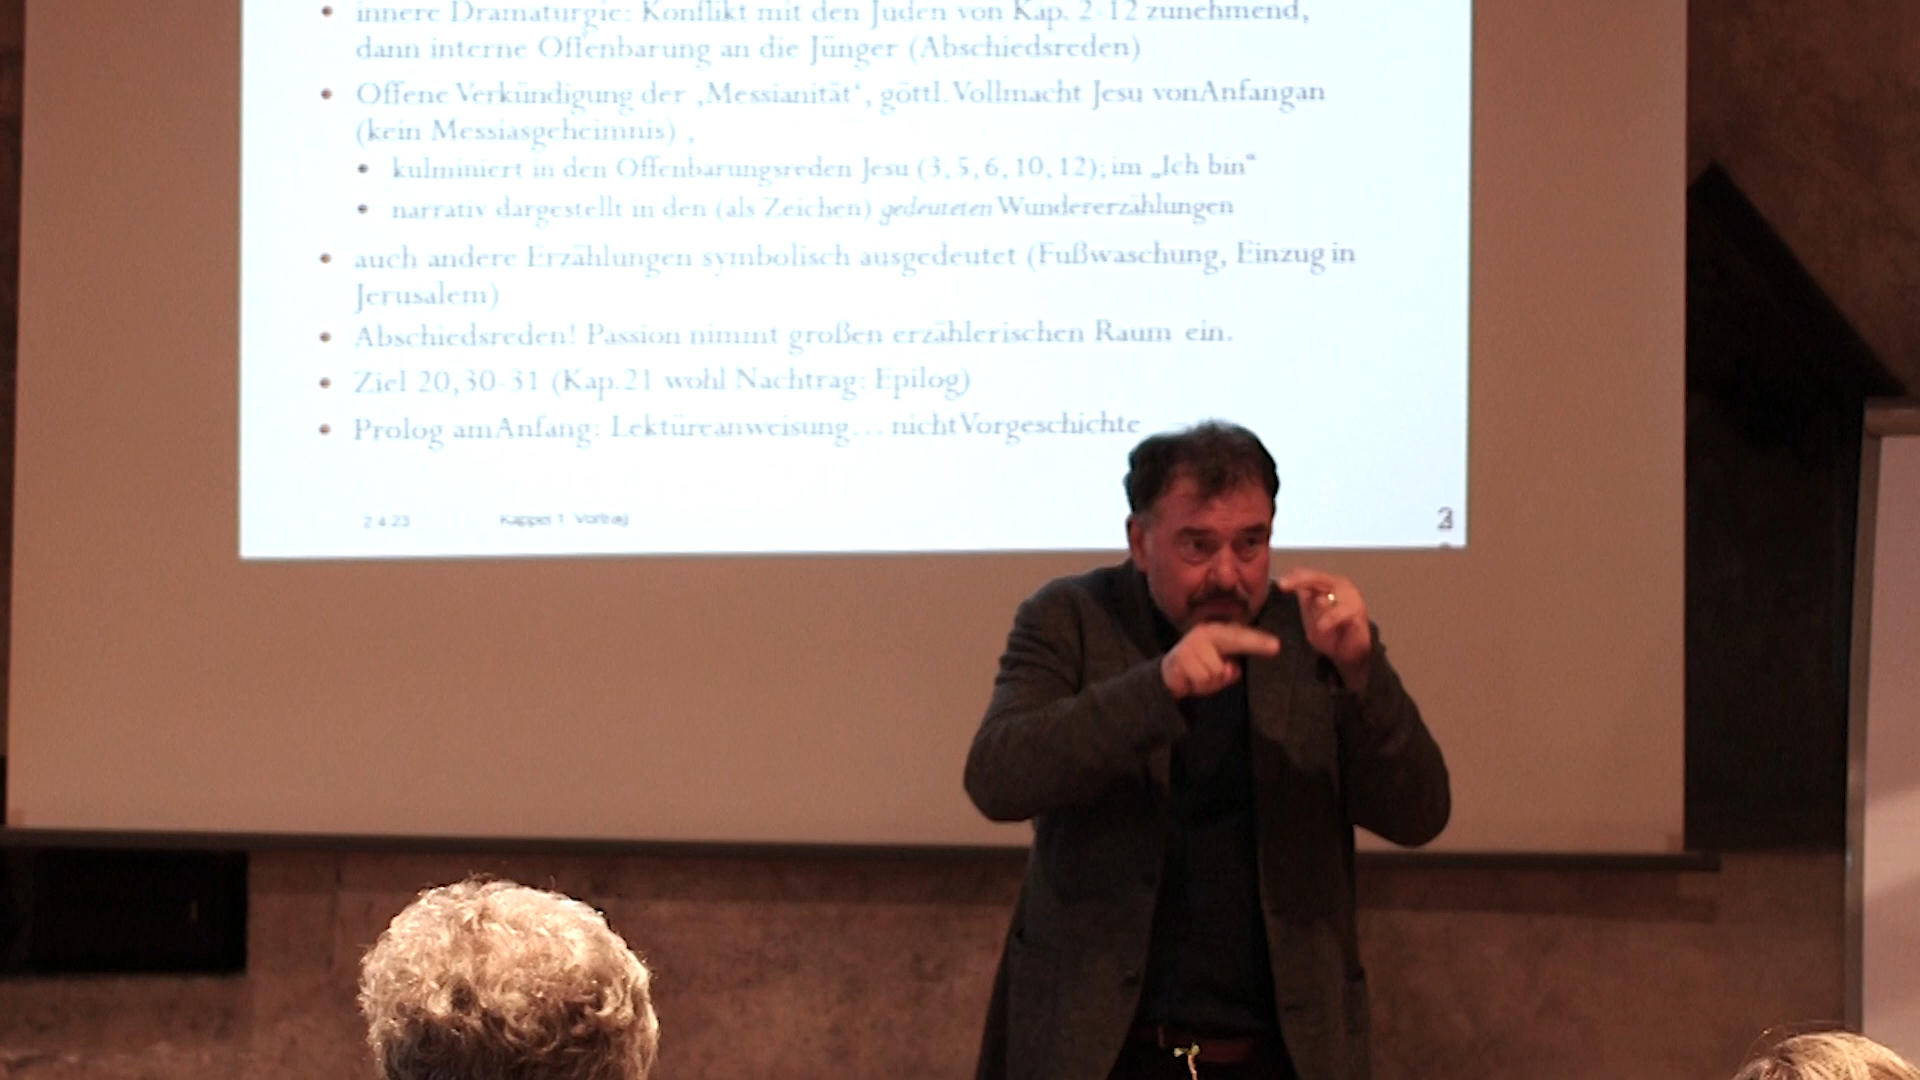 innere Dramaturgie: Konflikt mit den Juden von Kap. 2-12 zunehmend,
dann interne Offenbarung an die Jünger (Abschiedsreden)
Offene Verkündigung der ‚Messianität‘, göttl. Vollmacht Jesu vonAnfangan
(kein Messiasgeheimnis) ,
kulminiert in den Offenbarungsreden Jesu (3, 5, 6, 10, 12); im „Ich bin“
narrativ dargestellt in den (als Zeichen) gedeuteten Wundererzählungen
auch andere Erzählungen symbolisch ausgedeutet (Fußwaschung, Einzug in
Jerusalem)
Abschiedsreden! Passion nimmt großen erzählerischen Raum ein.
Ziel 20,30-31 (Kap.21 wohl Nachtrag: Epilog)
Prolog amAnfang: Lektüreanweisung… nicht Vorgeschichte
2.4.23 Kappel 1. Vortrag